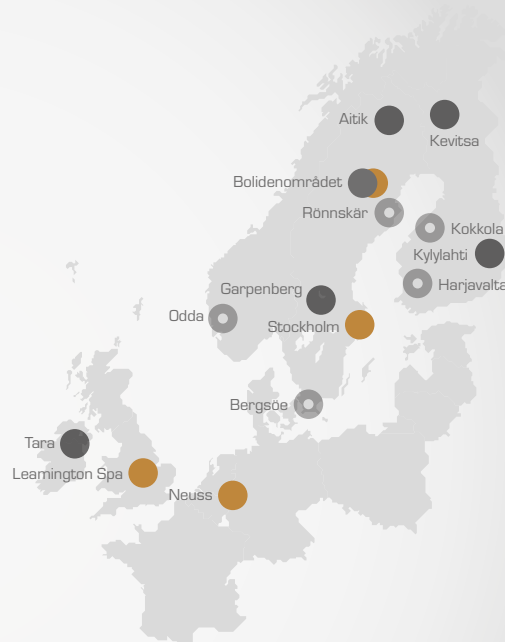 Aitik
Kevitsa
Bolidenområdet
Rönnskär
Kokkola
Kylylahti
Harjavalta
Garpenberg
Odda
Stockholm
Bergsöe
Tara
Leamington Spa
Neuss